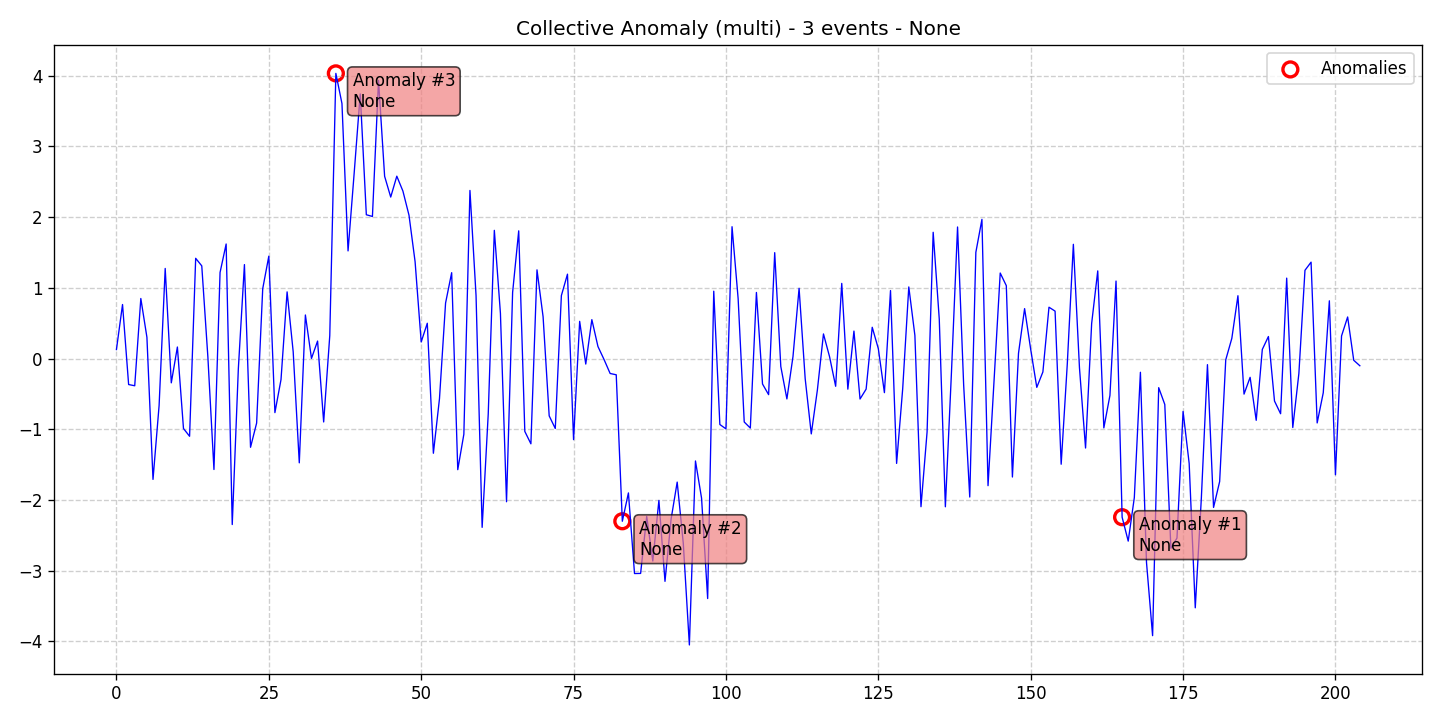 Collective Anomaly (multi) - 3 events - None
Anomalies
Anomaly #3
None
Anomaly #2
None
Anomaly #1
None
4
3
2
1
0
−1
−2
−3
−4
0
25
50
75
100
125
150
175
200